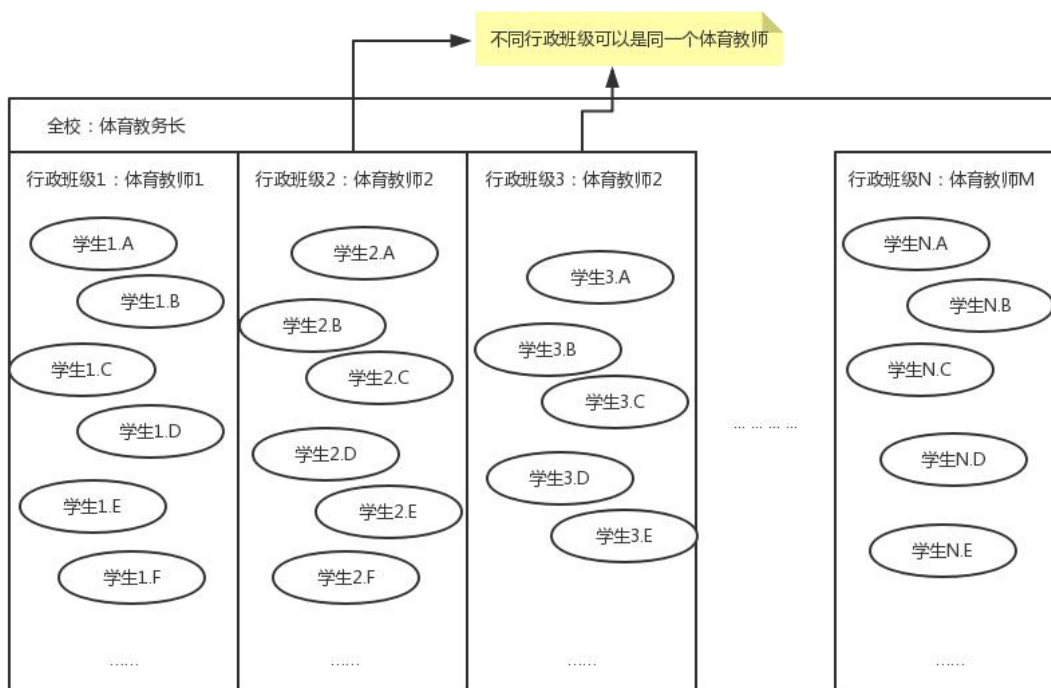 不同行政班级可以是同一个体育教师
全校：体育教务长
行政班级1：体育教师1
学生1.A
学生1.B
学生1.C
学生1.D
学生1.E
学生1.F
……
行政班级2：体育教师2
学生2.A
学生2.B
学生2.C
学生2.D
学生2.E
学生2.F
……
行政班级3：体育教师2
学生3.A
学生3.B
学生3.C
学生3.D
学生3.E
……
… … … …
行政班级N：体育教师M
学生N.A
学生N.B
学生N.C
学生N.D
学生N.E
……